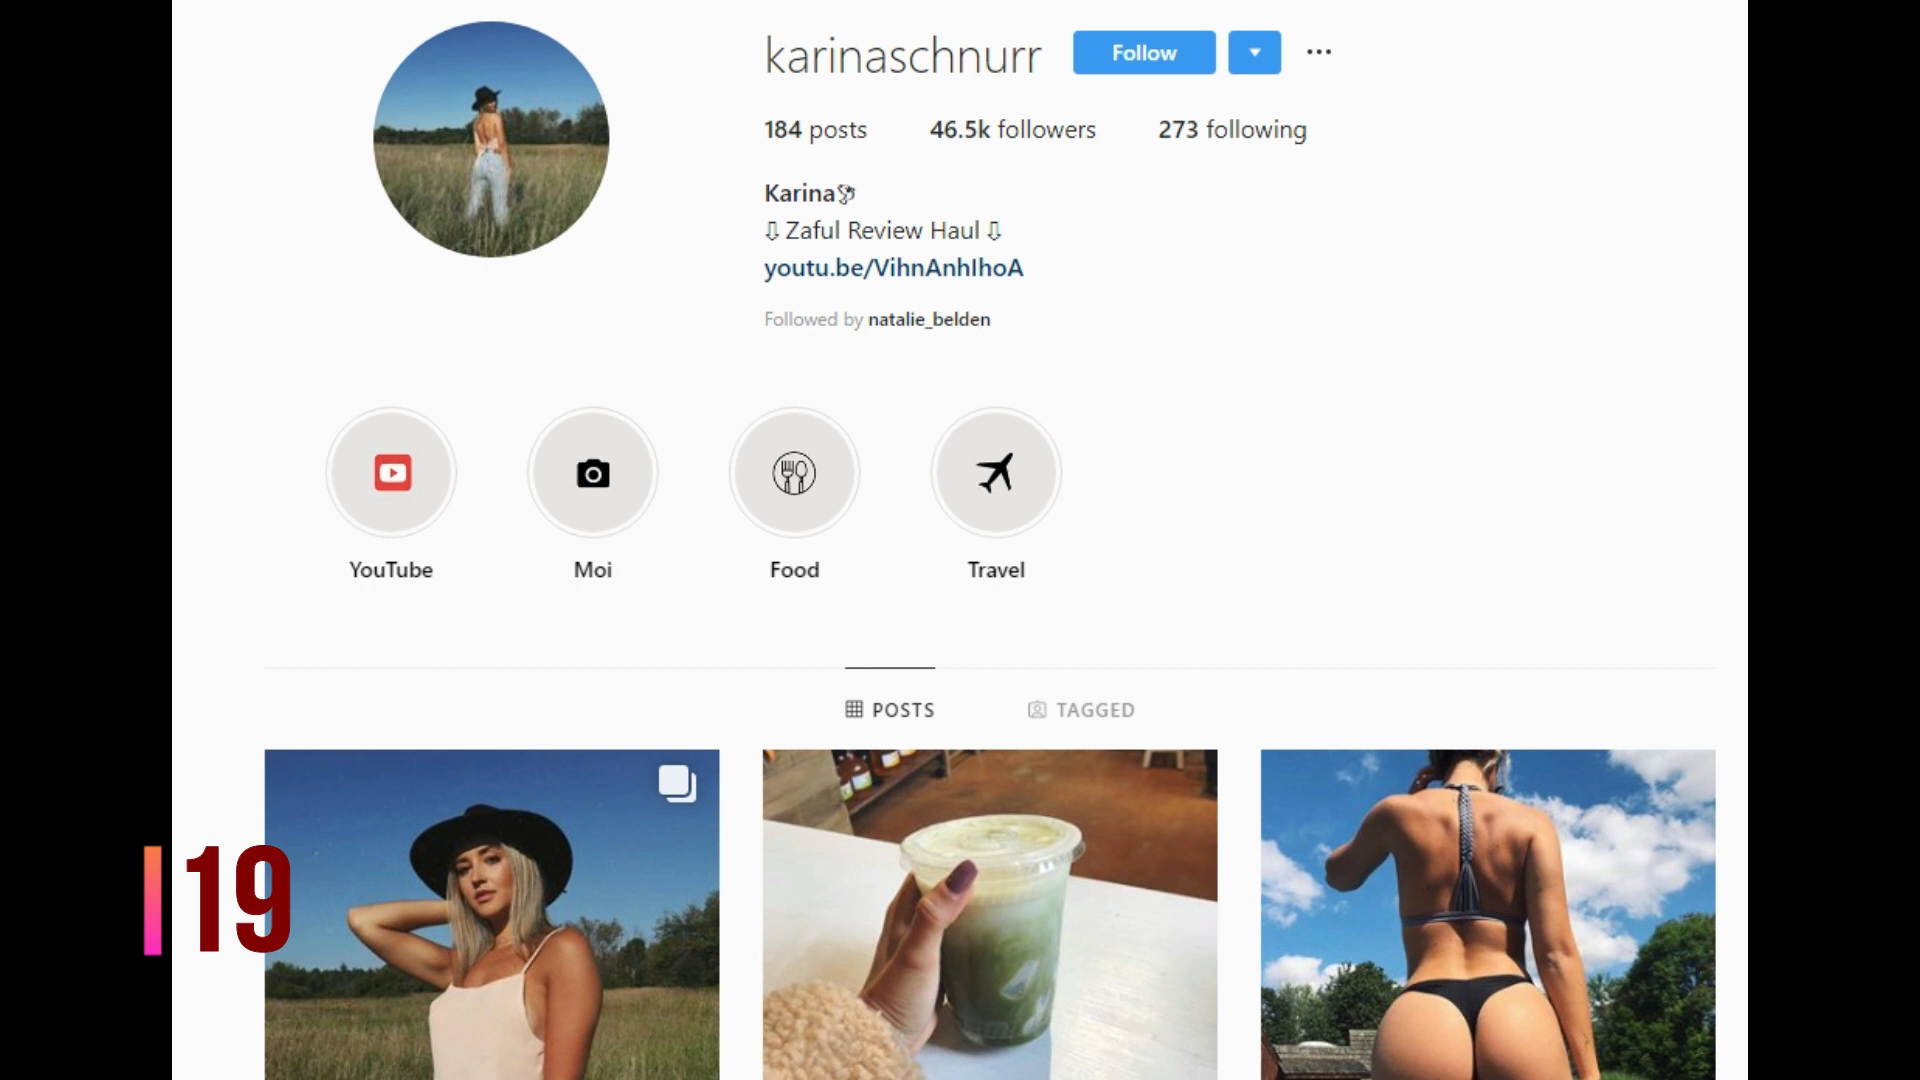 karinaschnurr Follow
184 posts 46.5k followers 273 following
Karina
⇩ Zaful Review Haul ⇩
youtu.be/VihnAnhlhoA
Followed by natalie_belden
YouTube Moi Food Travel
POSTS TAGGED
19